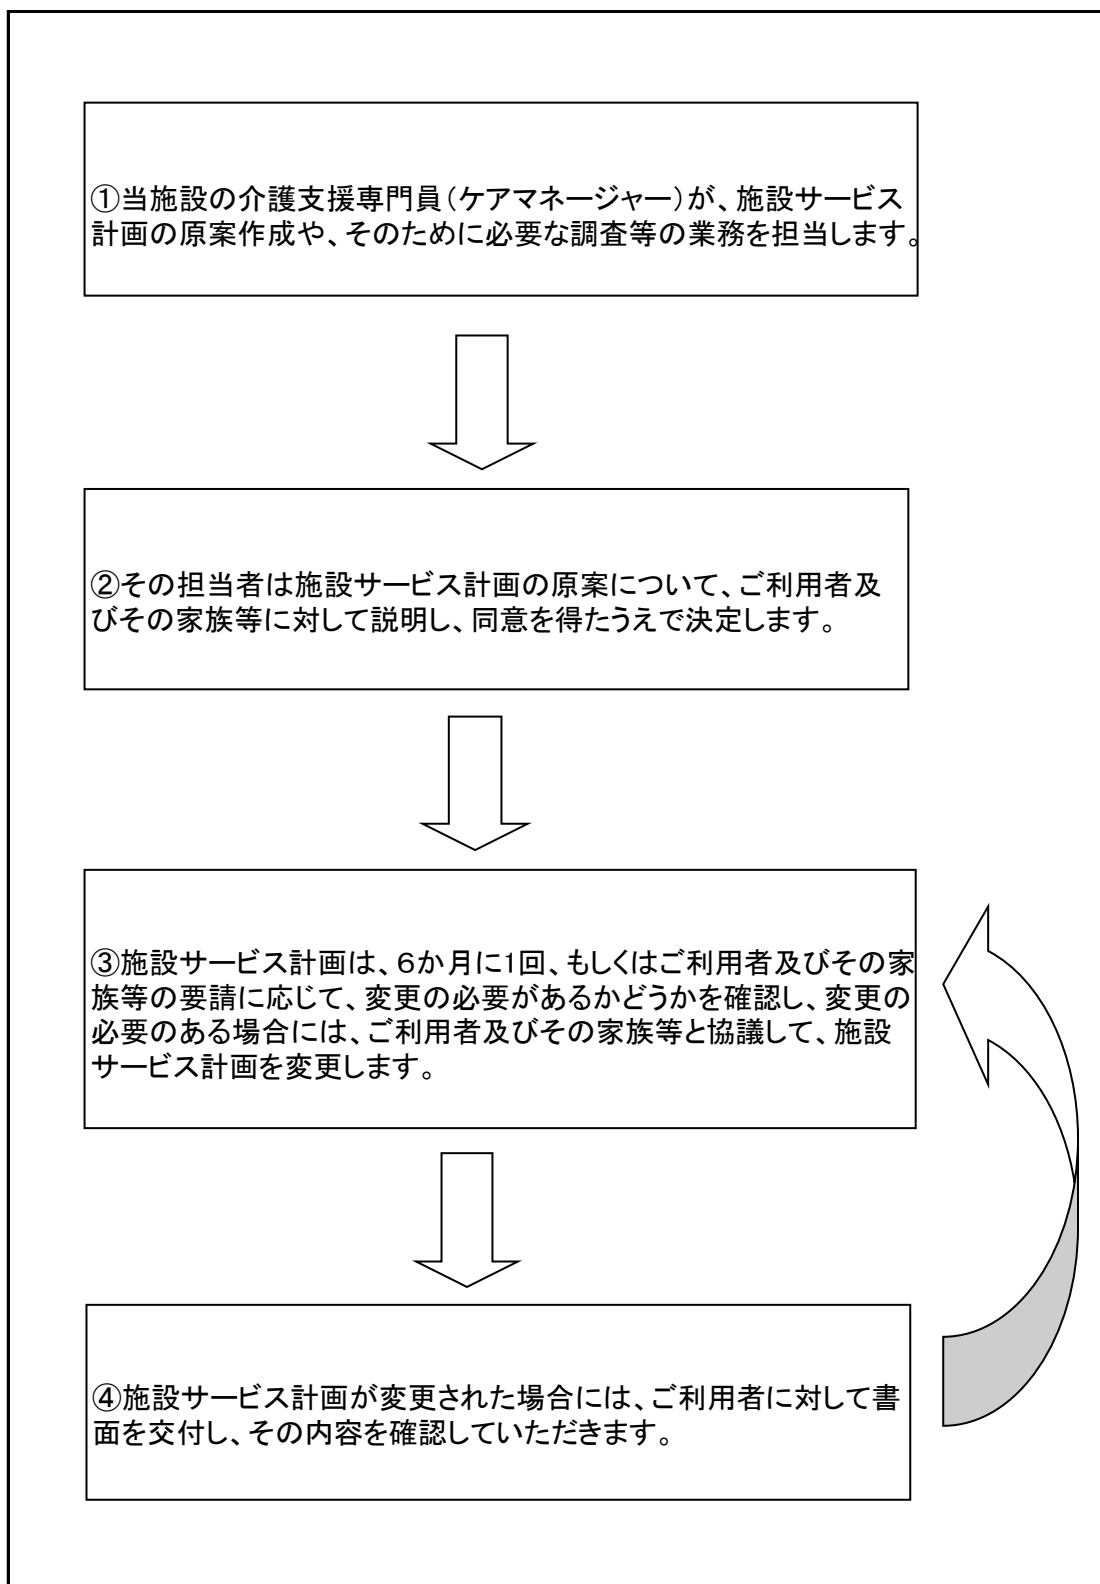 ①当施設の介護支援専門員（ケアマネージャー）が、施設サービス
計画の原案作成や、そのために必要な調査等の業務を担当します。
②その担当者は施設サービス計画の原案について、ご利用者及
びその家族等に対して説明し、同意を得たうえで決定します。
③施設サービス計画は、６か月に1回、もしくはご利用者及びその家
族等の要請に応じて、変更の必要があるかどうかを確認し、変更の
必要のある場合には、ご利用者及びその家族等と協議して、施設
サービス計画を変更します。
④施設サービス計画が変更された場合には、ご利用者に対して書
面を交付し、その内容を確認していただきます。